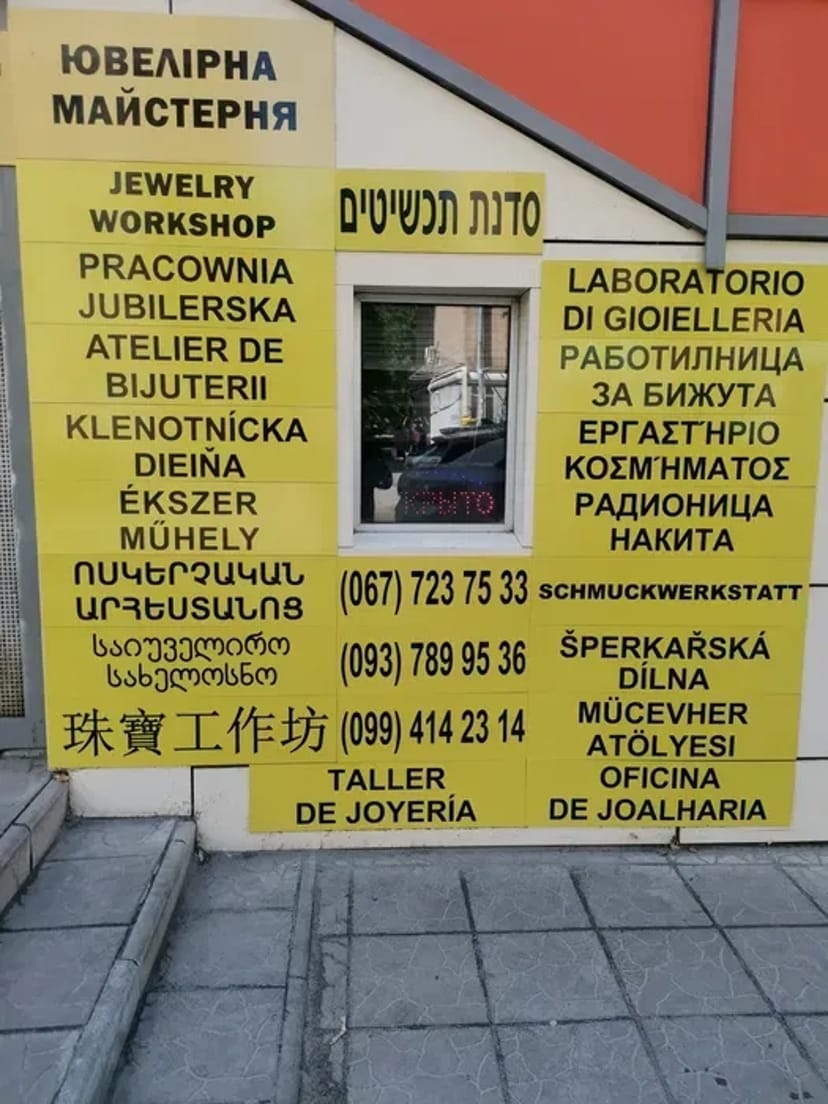 ЮВЕЛІРНА
МАЙСТЕРНЯ
JEWELRY
WORKSHOP
PRACOWNIA
JUBILERSKA
ATELIER DE
BIJUTERII
KLENOTNÍCKA
DIEIŇA
ÉKSZER
MŰHELY
ՈՍԿԵՐՉԱԿԱՆ
ԱՐՀԵՍՏԱՆՈՑ
საიუველირო
სახელოსნო
珠寶工作坊
סדנת תכשיטים
КРЫТО
(067) 723 75 33
(093) 789 95 36
(099) 414 23 14
TALLER
DE JOYERÍA
LABORATORIO
DI GIOIELLERIA
РАБОТИЛНИЦА
ЗА БИЖУТА
ΕΡΓΑΣΤΉΡΙΟ
ΚΟΣΜΉΜΑΤΟΣ
РАДИОНИЦА
НАКИТА
SCHMUCKWERKSTATT
ŠPERKAŘSKÁ
DÍLNA
MÜCEVHER
ATÖLYESI
OFICINA
DE JOALHARIA